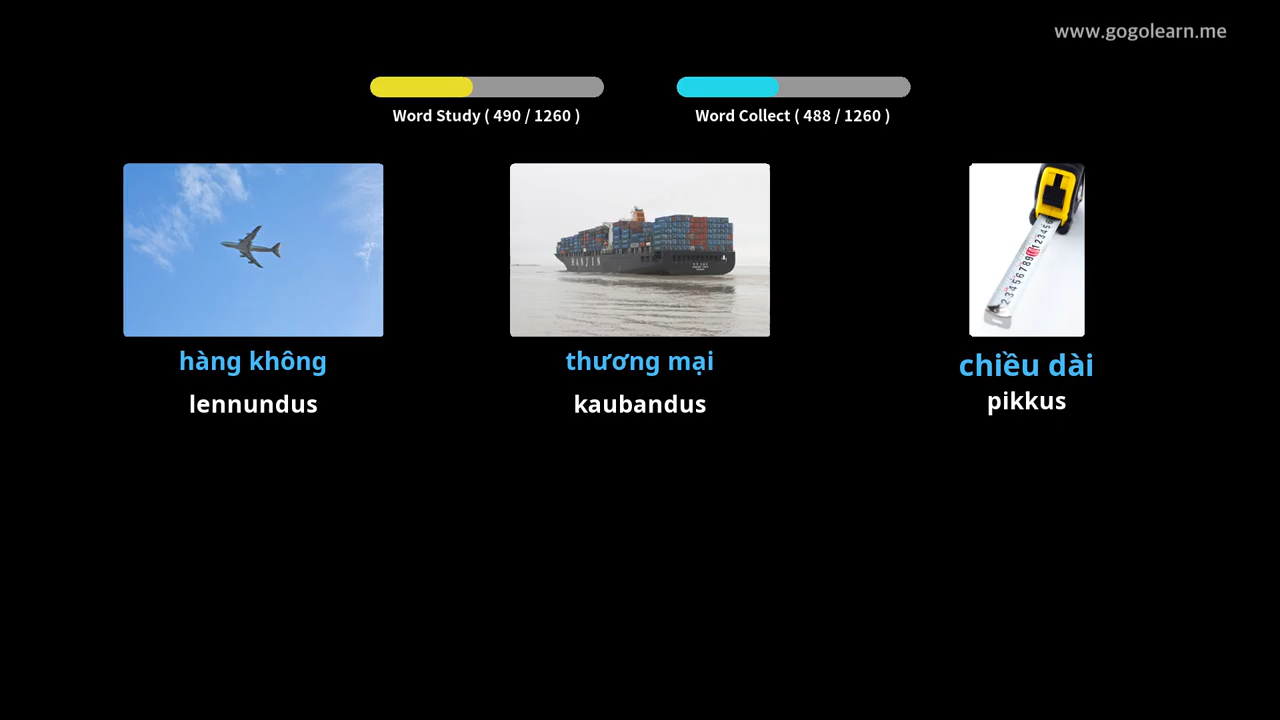 www.gogolearn.me
Word Study ( 490 / 1260 )
Word Collect ( 488 / 1260 )
HANJIN
hàng không
thương mại
chiều dài
lennundus
kaubandus
pikkus